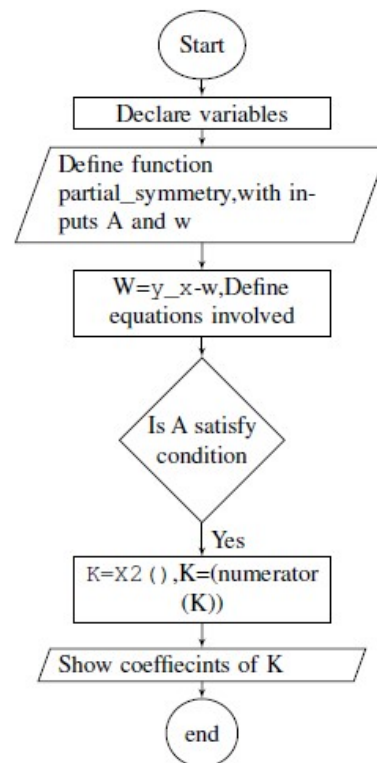 Start
Declare variables
Define function
partial_symmetry,with in-
puts A and w
W=y_x-w,Define
equations involved
Is A satisfy
condition
Yes
K=X2(),K=(numerator
(K))
Show coeffiecints of K
end